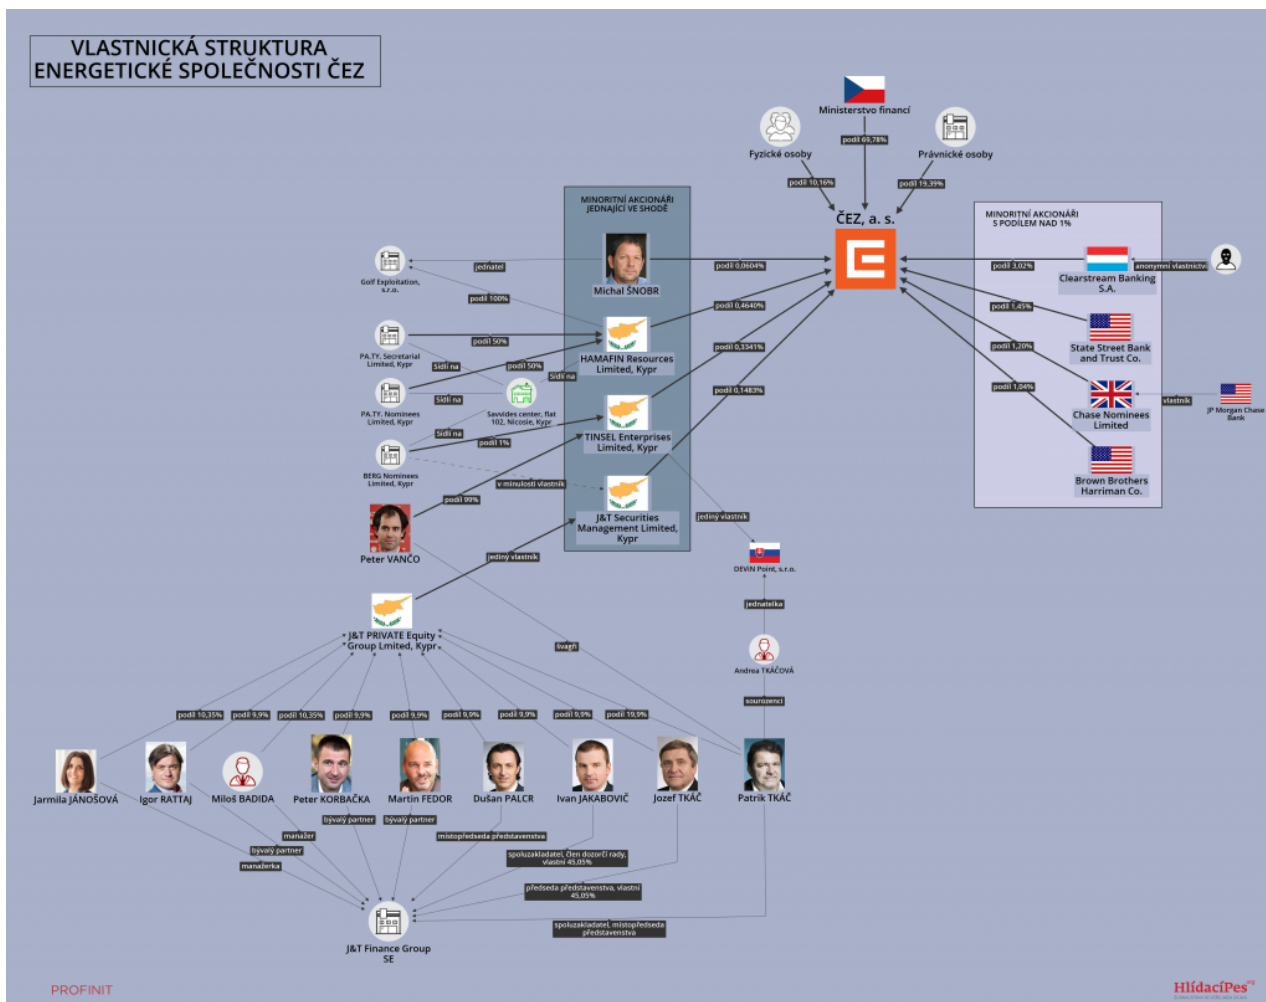 VLASTNICKÁ STRUKTURA
ENERGETICKÉ SPOLEČNOSTI ČEZ
Ministerstvo financí
Fyzické osoby
Právnické osoby
podíl 69,78%
podíl 10,16%
podíl 19,39%
ČEZ, a. s.
MINORITNÍ AKCIONÁŘI
JEDNAJÍCÍ VE SHODĚ
MINORITNÍ AKCIONÁŘI
S PODÍLEM NAD 1%
Michal ŠNOBR
podíl 0,0604%
jednatel
Golf Exploitation,
s.r.o.
podíl 100%
podíl 3,02%
Clearstream Banking
S.A.
anonymní vlastnictví
podíl 0,4640%
HAMAFIN Resources
Limited, Kypr
podíl 50%
PA.TY. Secretarial
Limited, Kypr
Sídlí na
podíl 50%
podíl 1,45%
State Street Bank
and Trust Co.
podíl 0,3341%
podíl 1,20%
podíl 0,1483%
podíl 1,04%
PA.TY. Nominees
Limited, Kypr
Sídlí na
Savvides center, flat
102, Nicosie, Kypr
Chase Nominees
Limited
vlastník
JP Morgan Chase
Bank
Sídlí na
podíl 1%
TINSEL Enterprises
Limited, Kypr
BERG Nominees
Limited, Kypr
v minulosti vlastník
podíl 99%
Brown Brothers
Harriman Co.
J&T Securities
Management Limited,
Kypr
jediný vlastník
Peter VANČO
jediný vlastník
DEVIN Point, s.r.o.
jednatelka
J&T PRIVATE Equity
Group Lmited, Kypr
švagři
Andrea TKÁČOVÁ
sourozenci
podíl 10,35%
podíl 9,9%
podíl 10,35%
podíl 9,9%
podíl 9,9%
podíl 9,9%
podíl 9,9%
podíl 9,9%
podíl 19,9%
Jarmila JÁNOŠOVÁ
Igor RATTAJ
Miloš BADIDA
Peter KORBAČKA
Martin FEDOR
Dušan PALCR
Ivan JAKABOVIČ
Jozef TKÁČ
Patrik TKÁČ
bývalý partner
bývalý partner
manažer
místopředseda představenstva
bývalý partner
spoluzakladatel, člen dozorčí rady,
vlastní 45,05%
manažerka
předseda představenstva, vlastní
45,05%
spoluzakladatel, místopředseda
představenstva
J&T Finance Group
SE
PROFINIT
HlídacíPes.org